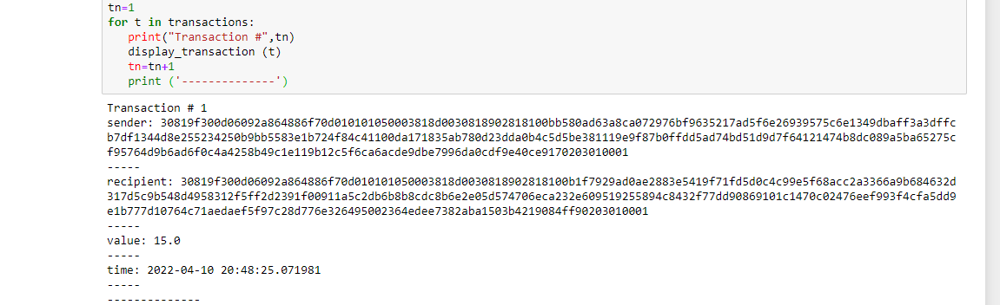 tn=1
for t in transactions:
print("Transaction #",tn)
display_transaction (t)
tn=tn+1
print ('--------------')
Transaction # 1
sender: 30819f300d06092a864886f70d010101050003818d0030818902818100bb580ad63a8ca072976bf9635217ad5f6e26939575c6e1349dbaff3a3dffc
b7df1344d8e255234250b9bb5583e1b724f84c41100da171835ab780d23dda0b4c5d5be381119e9f87b0ffdd5ad74bd51d9d7f64121474b8dc089a5ba65275c
f95764d9b6ad6f0c4a4258b49c1e119b12c5f6ca6acde9dbe7996da0cdf9e40ce9170203010001
-----
recipient: 30819f300d06092a864886f70d010101050003818d0030818902818100b1f7929ad0ae2883e5419f71fd5d0c4c99e5f68acc2a3366a9b684632d
317d5c9b548d4958312f5ff2d2391f00911a5c2db6b8b8cdc8b6e2e05d574706eca232e609519255894c8432f77dd90869101c1470c02476eef993f4cfa5dd9
e1b777d10764c71aedaef5f97c28d776e326495002364edee7382aba1503b4219084ff90203010001
-----
value: 15.0
-----
time: 2022-04-10 20:48:25.071981
-----
--------------